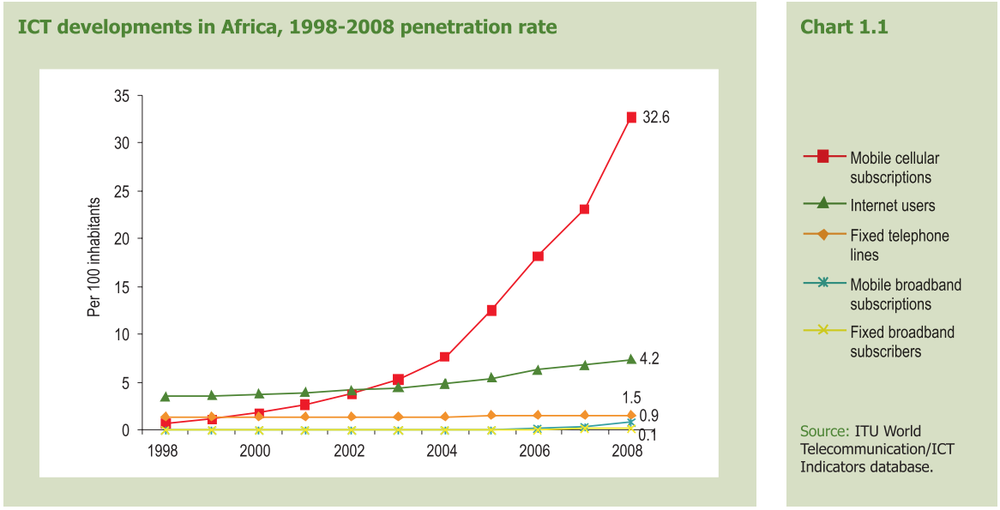 ICT developments in Africa, 1998-2008 penetration rate
Chart 1.1
Per 100 inhabitants
35
30
25
20
15
10
5
0
1998
2000
2002
2004
2006
2008
32.6
4.2
1.5
0.9
0.1
Mobile cellular
subscriptions
Internet users
Fixed telephone
lines
Mobile broadband
subscriptions
Fixed broadband
subscribers
Source: ITU World
Telecommunication/ICT
Indicators database.